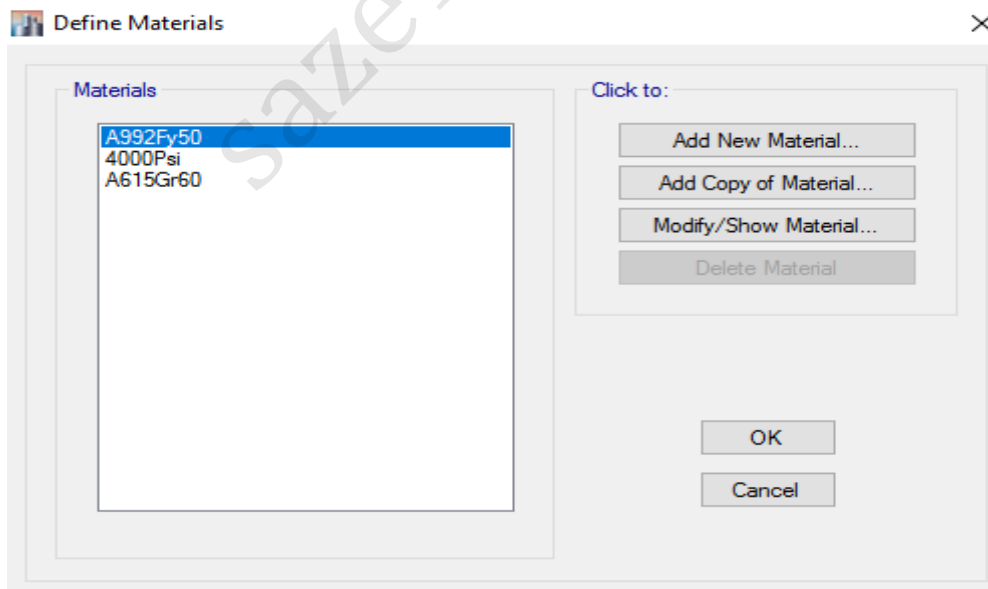 Define Materials
Materials
A992Fy50
4000Psi
A615Gr60
Click to:
Add New Material...
Add Copy of Material...
Modify/Show Material...
Delete Material
OK
Cancel